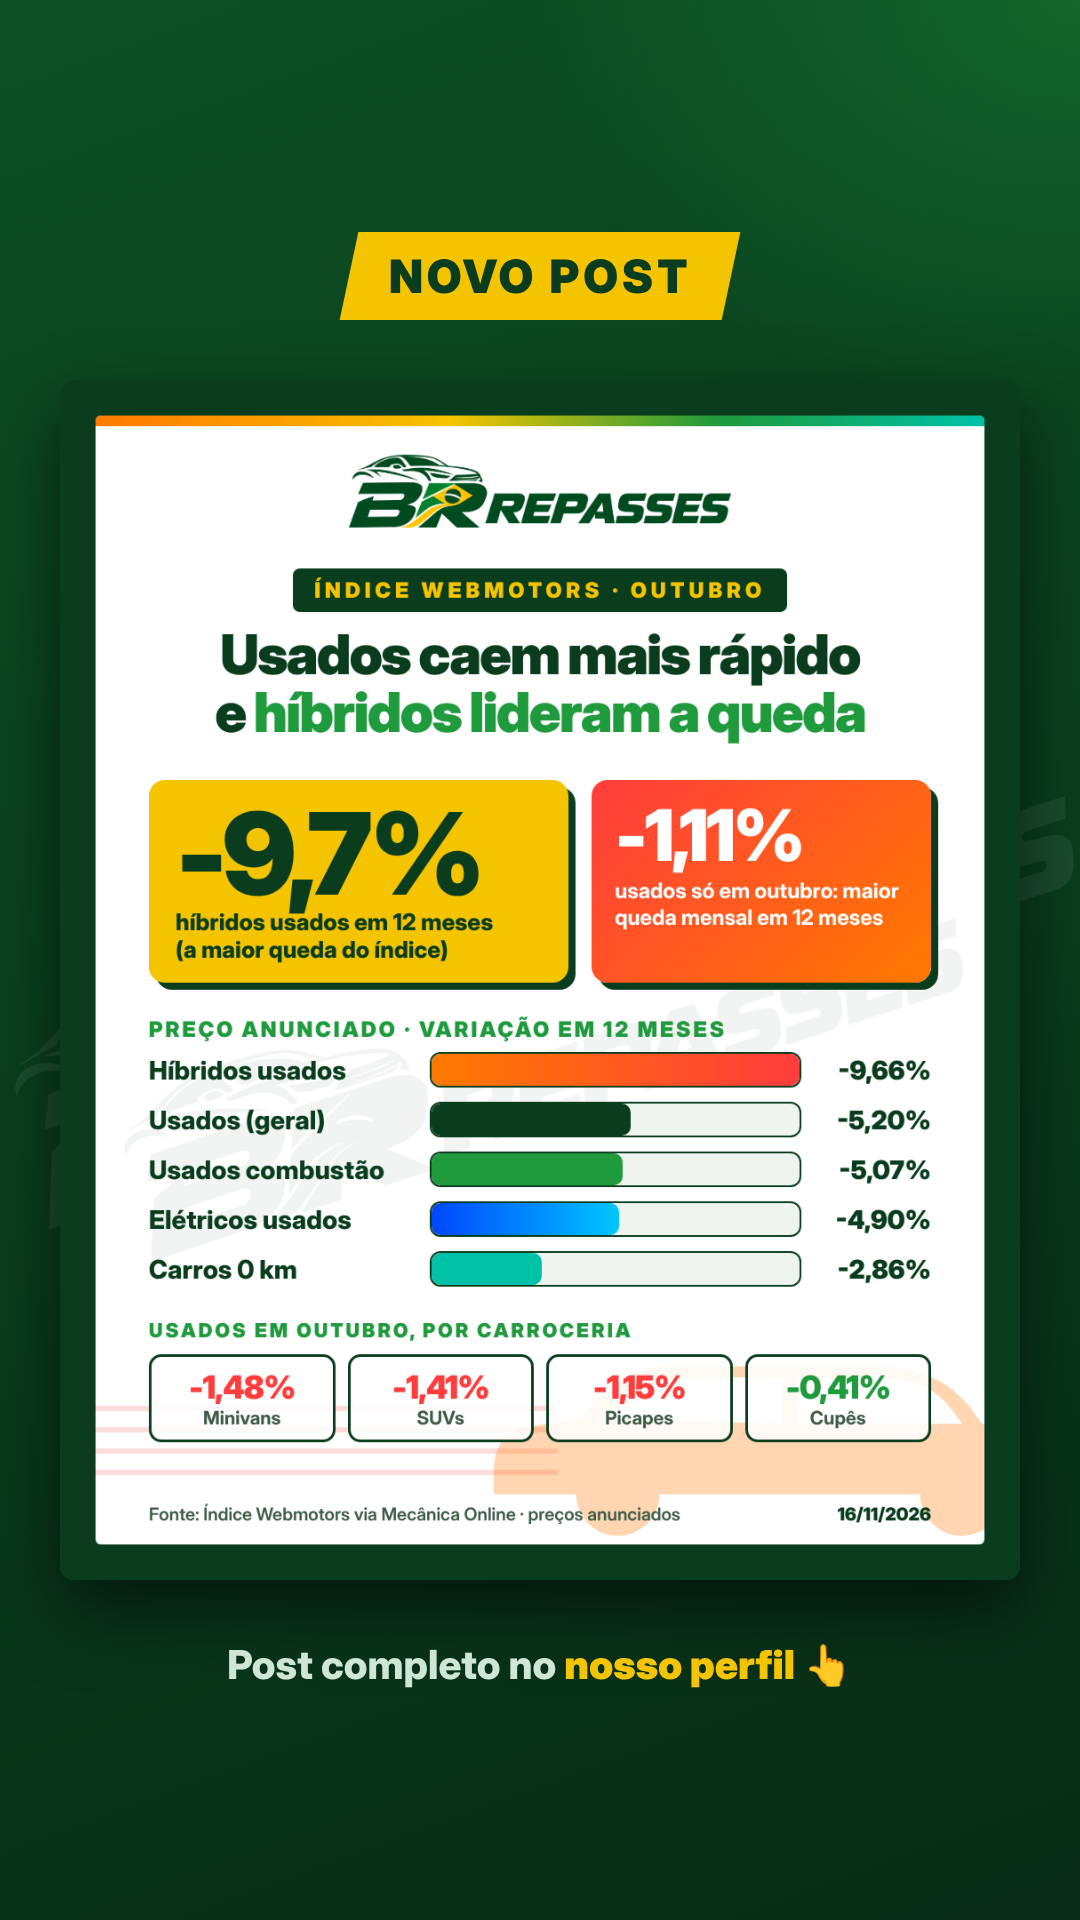 NOVO POST
BR REPASSES
ÍNDICE WEBMOTORS · OUTUBRO
Usados caem mais rápido
e híbridos lideram a queda
-9,7%
híbridos usados em 12 meses
(a maior queda do índice)
-1,11%
usados só em outubro: maior
queda mensal em 12 meses
PREÇO ANUNCIADO · VARIAÇÃO EM 12 MESES
Híbridos usados -9,66%
Usados (geral) -5,20%
Usados combustão -5,07%
Elétricos usados -4,90%
Carros 0 km -2,86%
USADOS EM OUTUBRO, POR CARROCERIA
-1,48% -1,41% -1,15% -0,41%
Minivans SUVs Picapes Cupês
Fonte: Índice Webmotors via Mecânica Online · preços anunciados 16/11/2026
Post completo no nosso perfil 👆